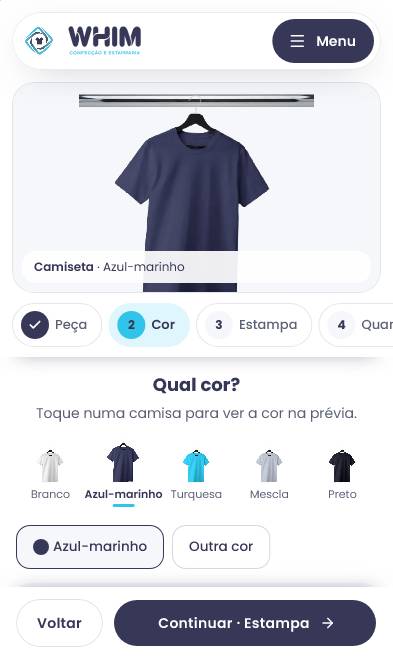 WHIM
CONFECÇÃO E ESTAMPARIA
Menu
Camiseta · Azul-marinho
Peça
2 Cor
3 Estampa
4 Quan
Qual cor?
Toque numa camisa para ver a cor na prévia.
Branco
Azul-marinho
Turquesa
Mescla
Preto
Azul-marinho
Outra cor
Voltar
Continuar · Estampa